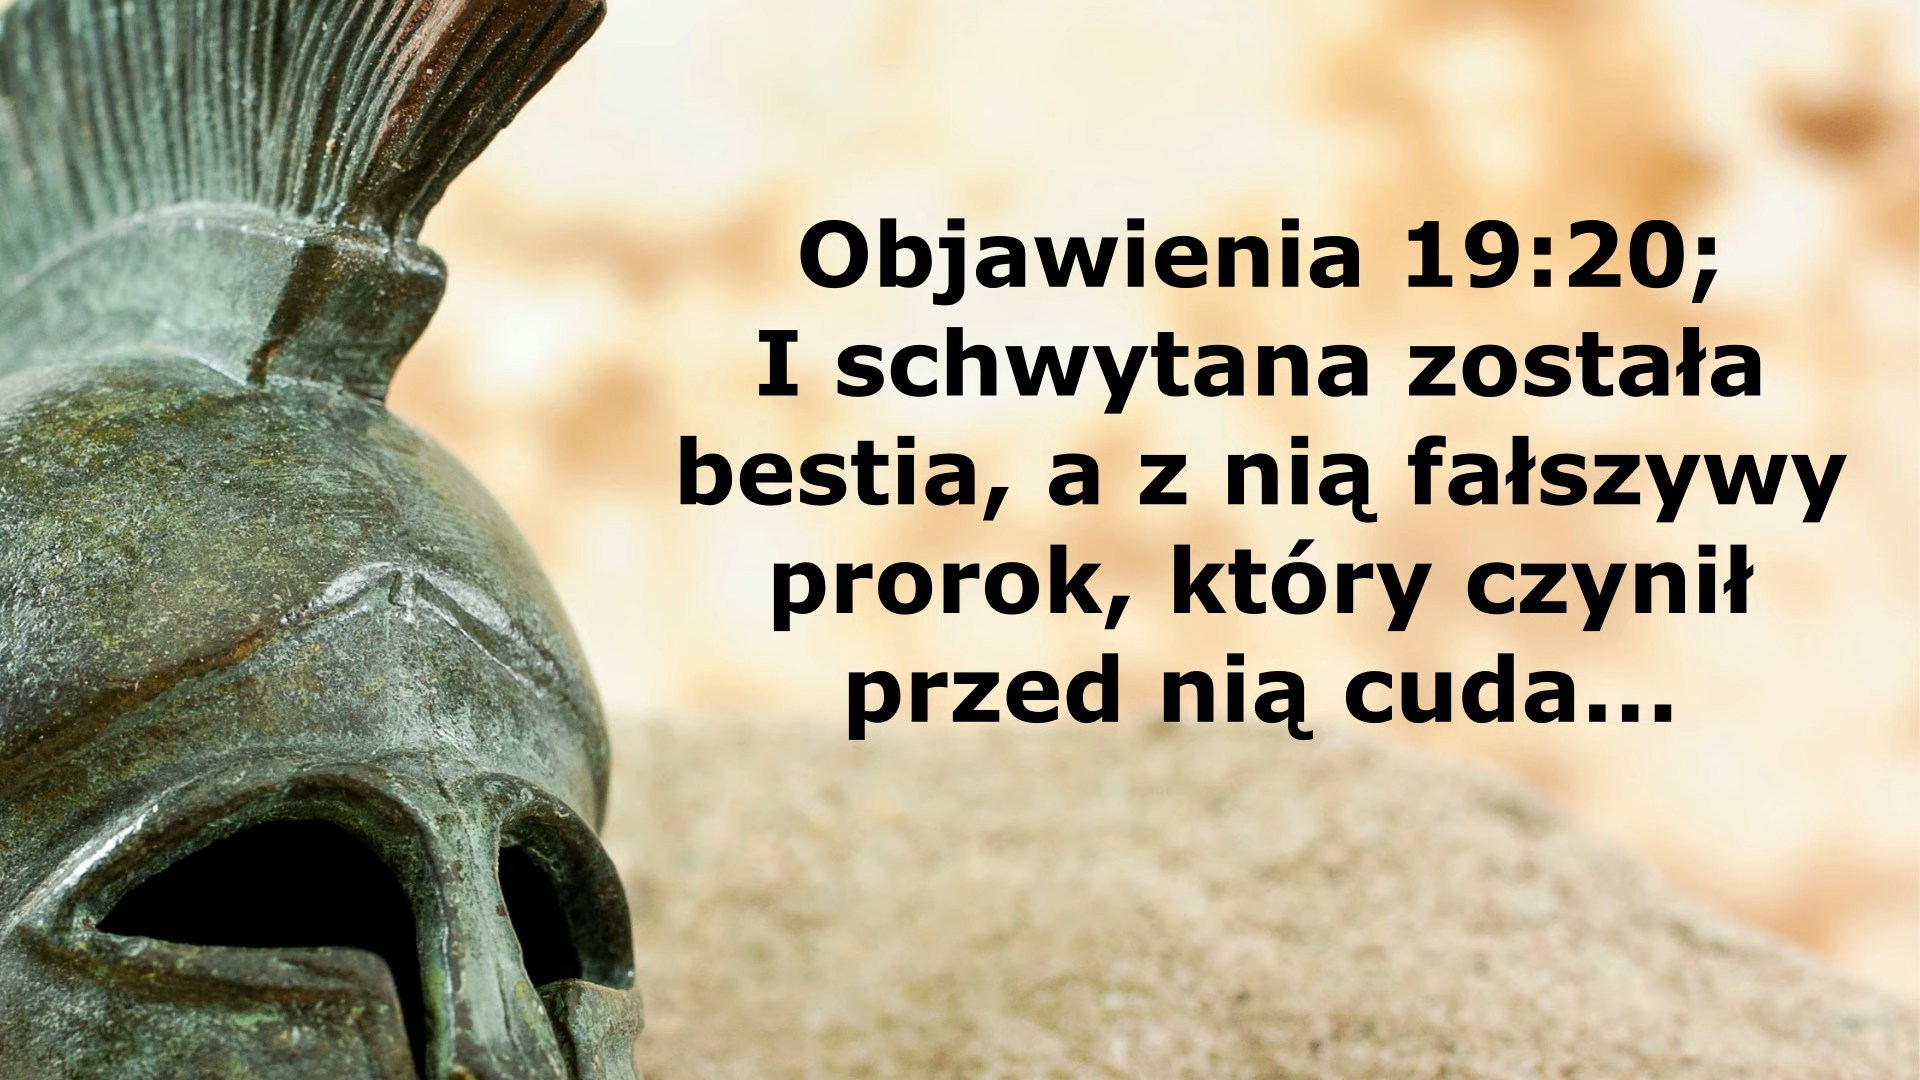 Objawienia 19:20;
I schwytana została
bestia, a z nią fałszywy
prorok, który czynił
przed nią cuda...